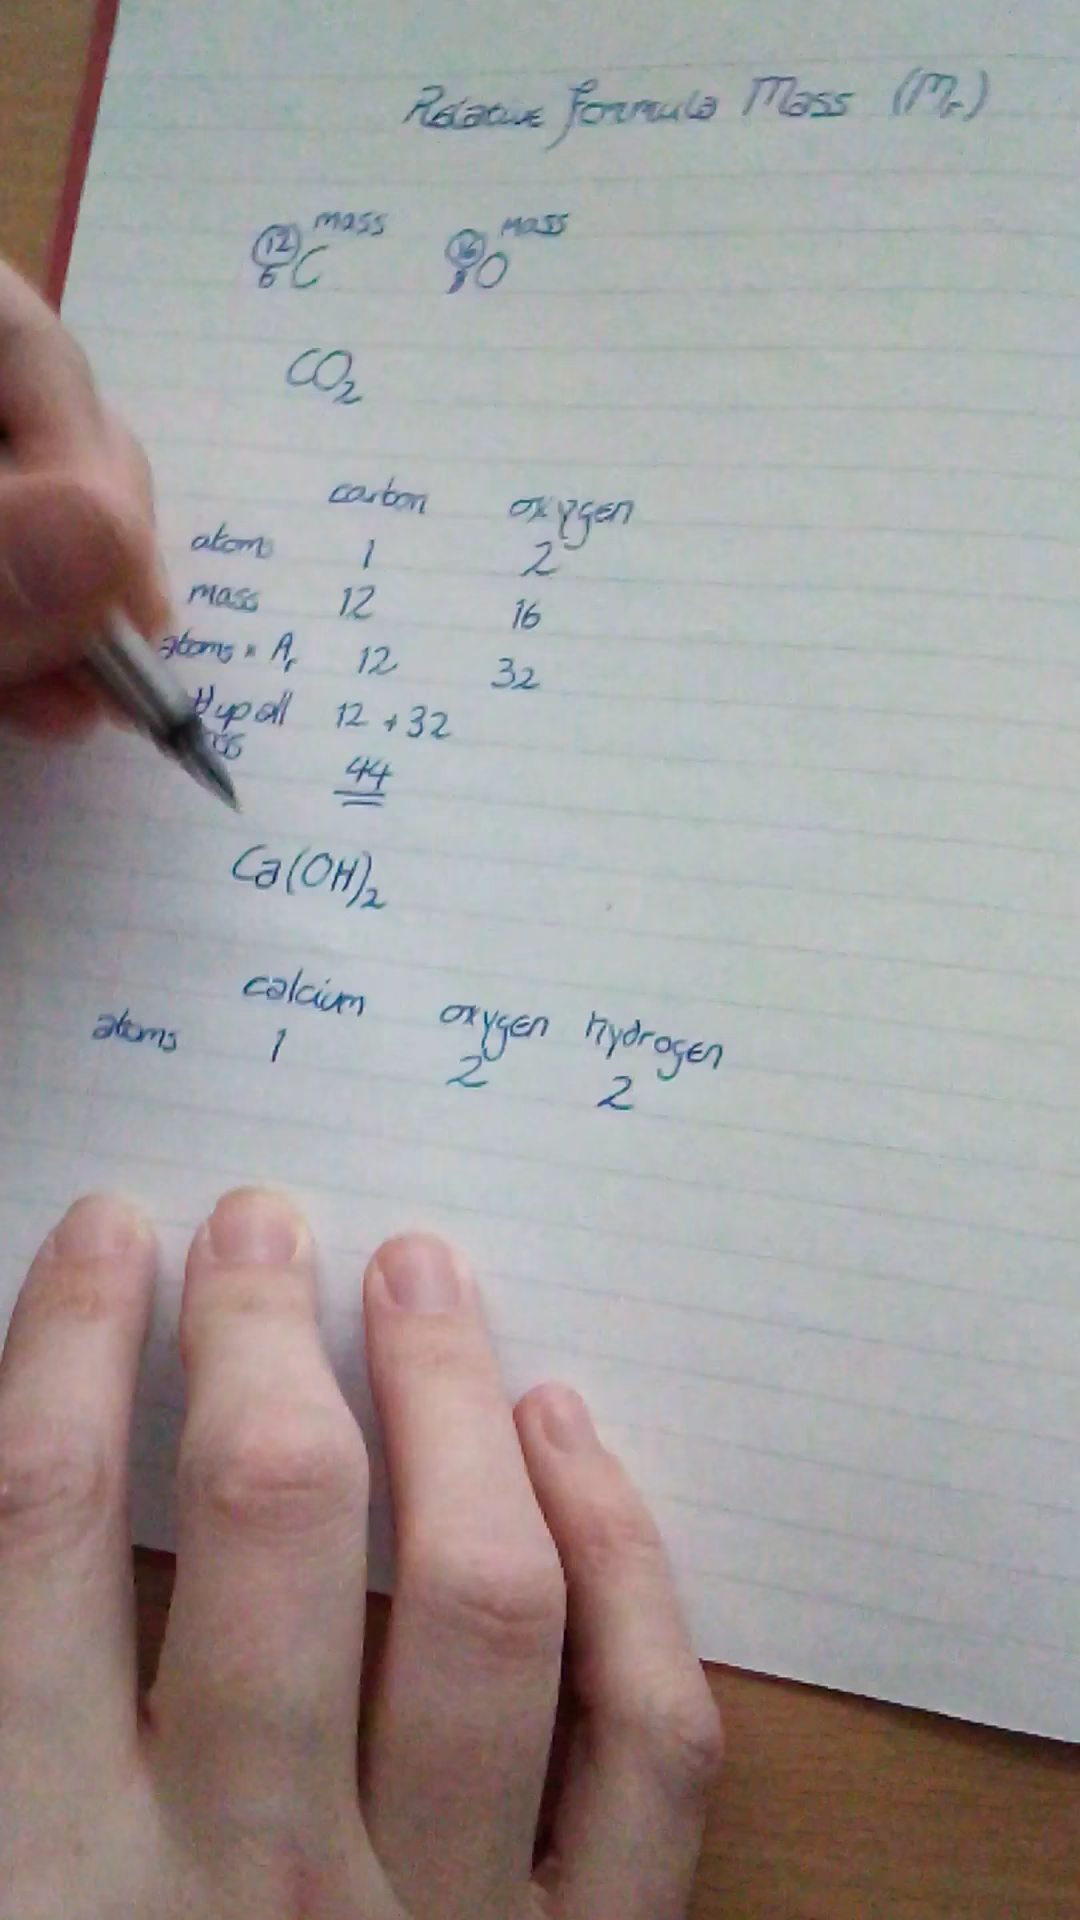 Relative formula Mass (Mr)
mass mass
12 6 C 16 8 O
CO2
carbon oxygen
atoms 1 2
mass 12 16
atoms × Ar 12 32
up all 12 + 32
44
Ca(OH)2
calcium oxygen hydrogen
atoms 1 2 2